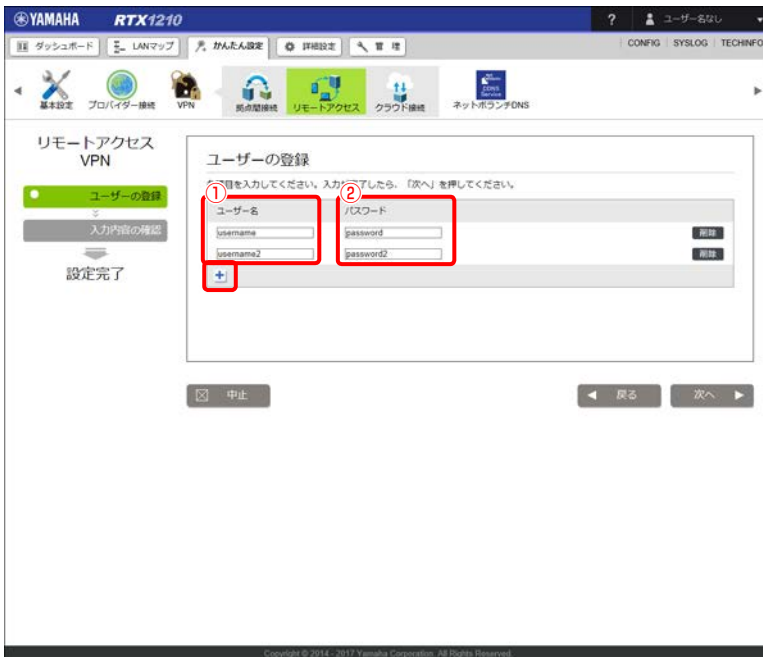 YAMAHA RTX1210 ? ユーザー名なし
ダッシュボード LANマップ かんたん設定 詳細設定 管理 CONFIG SYSLOG TECHINFO
基本設定 プロバイダー接続 VPN 拠点間接続 リモートアクセス クラウド接続 ネットボランチDNS
リモートアクセス
VPN
ユーザーの登録
入力内容の確認
設定完了
ユーザーの登録
項目を入力してください。入力が完了したら、「次へ」を押してください。
① ②
ユーザー名 パスワード
username password 削除
username2 password2 削除
+
中止 戻る 次へ
Copyright © 2014 - 2017 Yamaha Corporation. All Rights Reserved.